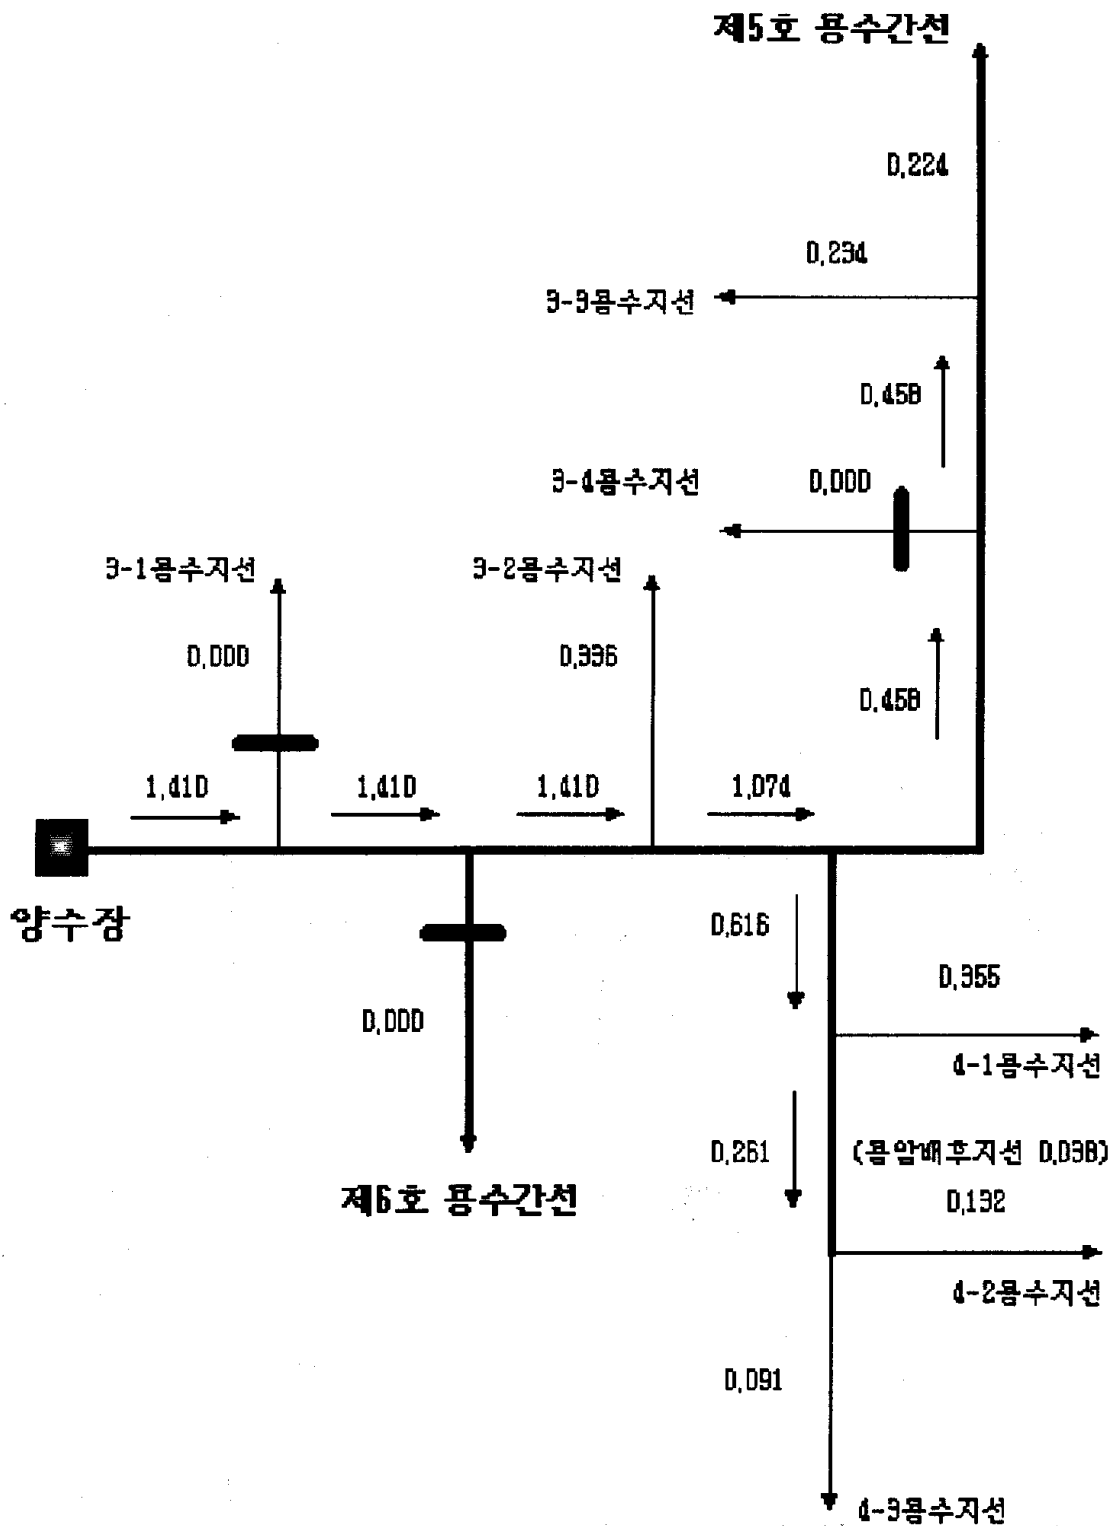 제5호 용수간선
0.224
0.234
3-3용수지선
0.458
3-4용수지선
0.000
3-1용수지선
3-2용수지선
0.000
0.336
0.458
1.410
1.410
1.410
1.074
양수장
0.616
0.355
0.000
4-1용수지선
0.261
(용암배후지선 0.038)
0.132
제6호 용수간선
4-2용수지선
0.091
4-3용수지선